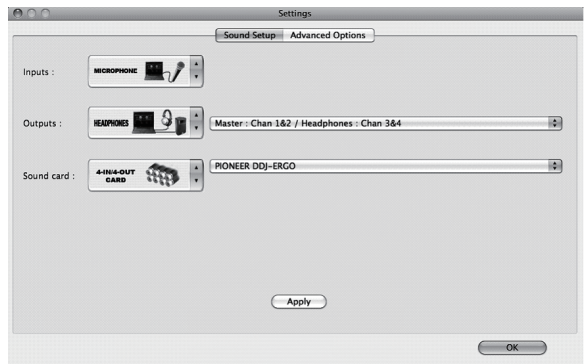 Settings
Sound Setup Advanced Options
Inputs : MICROPHONE
Outputs : HEADPHONES Master : Chan 1&2 / Headphones : Chan 3&4
Sound card : 4-IN/4-OUT CARD PIONEER DDJ-ERGO
Apply
OK